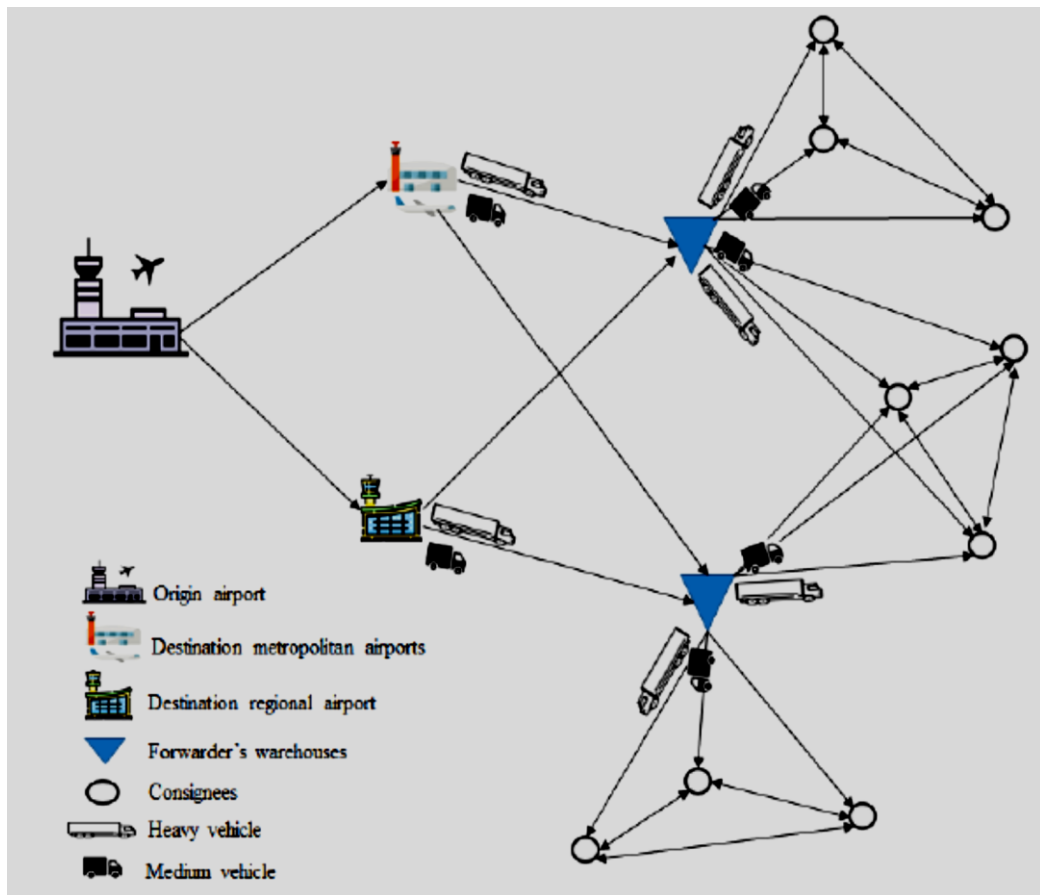 Origin airport
Destination metropolitan airports
Destination regional airport
Forwarder's warehouses
Consignees
Heavy vehicle
Medium vehicle